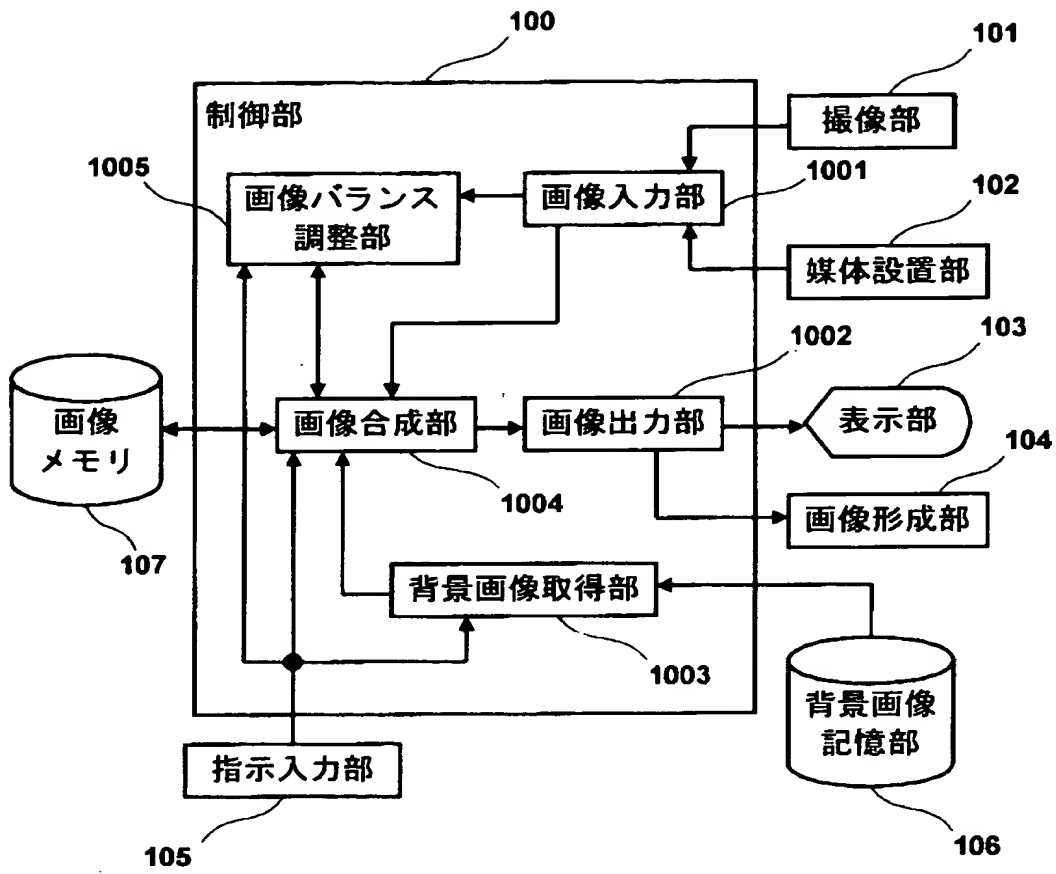 100
101
制御部
撮像部
1005
1001
画像バランス
調整部
画像入力部
102
媒体設置部
1002
103
画像
メモリ
画像合成部
画像出力部
表示部
104
1004
画像形成部
107
背景画像取得部
1003
背景画像
記憶部
指示入力部
105
106